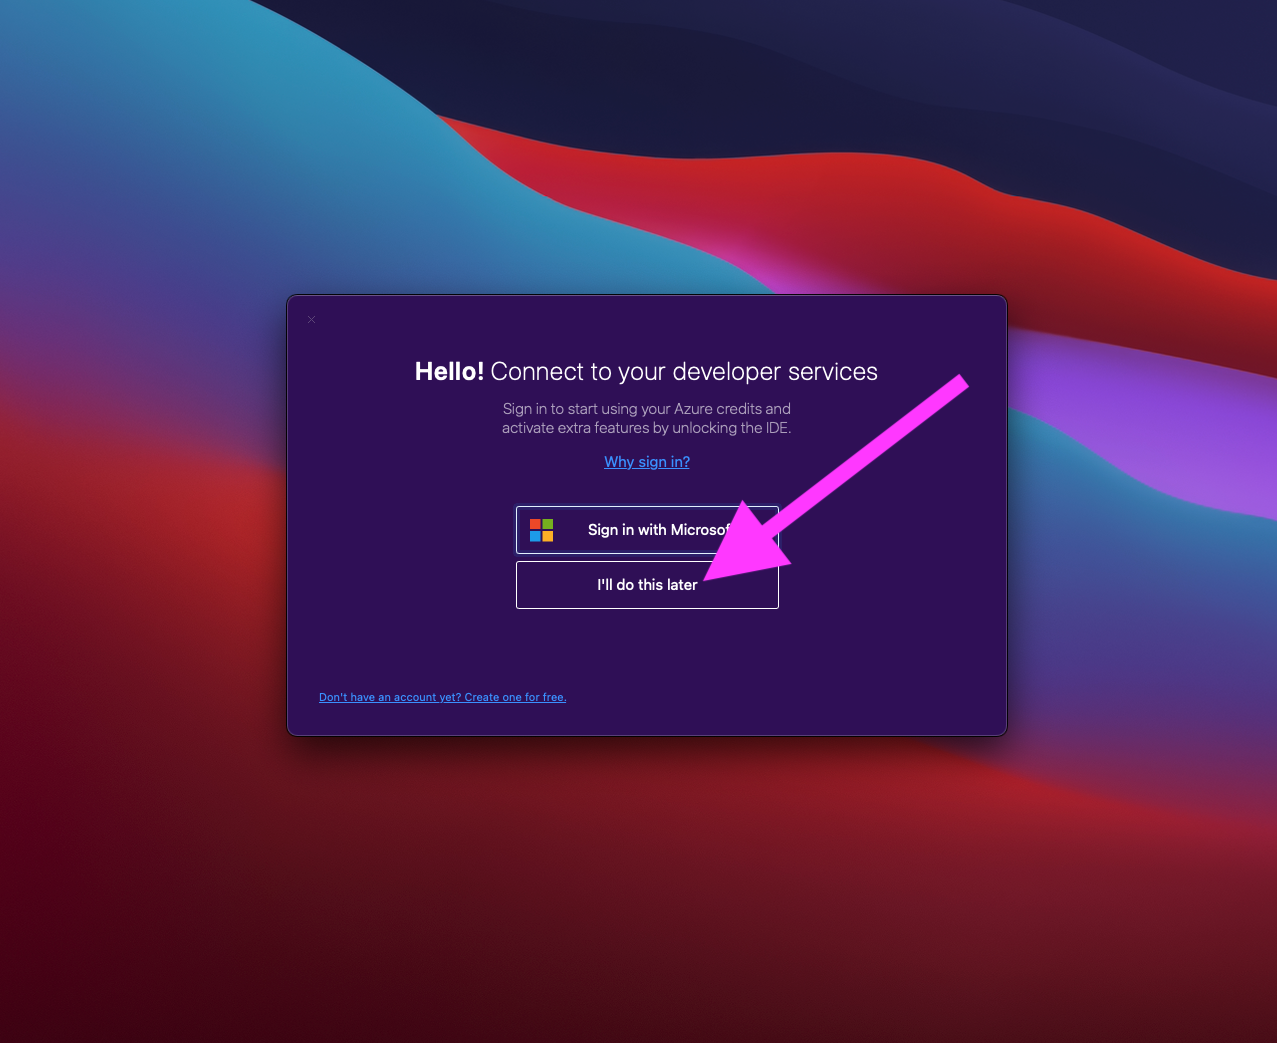 Hello! Connect to your developer services
Sign in to start using your Azure credits and
activate extra features by unlocking the IDE.
Why sign in?
Sign in with Microsof
I'll do this later
Don't have an account yet? Create one for free.